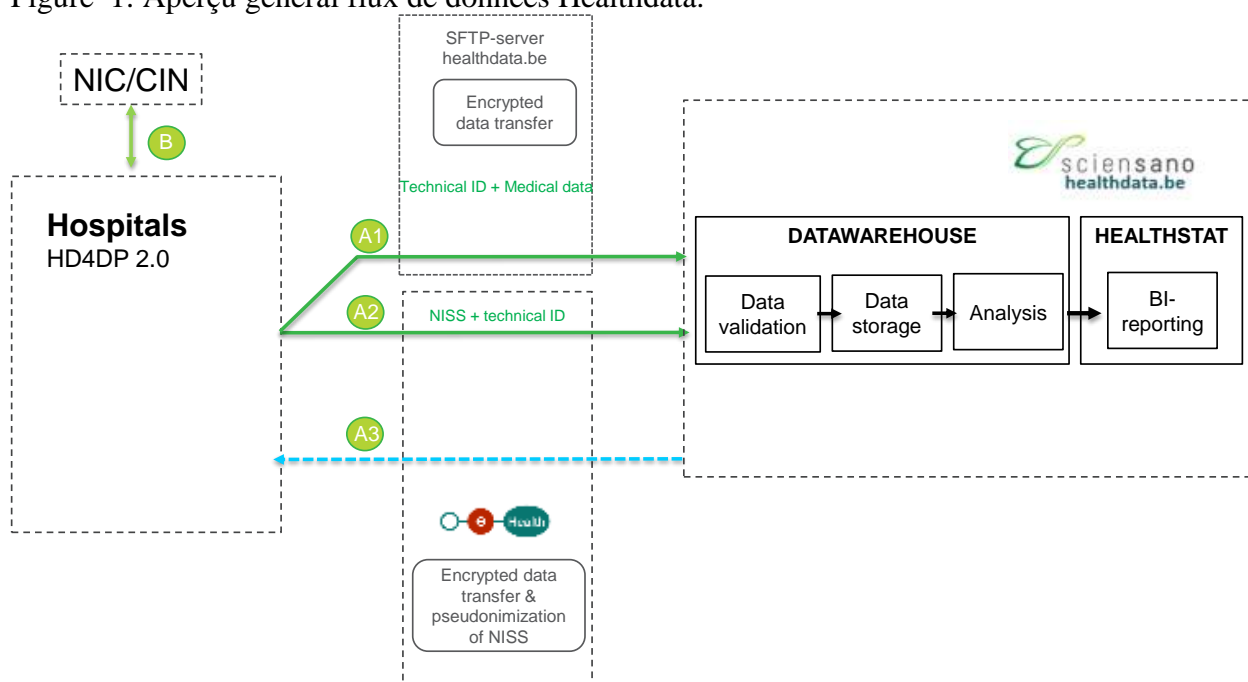 Figure 1: Aperçu général flux de données Healthdata.
SFTP-server
healthdata.be
Encrypted
data transfer
Technical ID + Medical data
NIC/CIN
B
Hospitals
HD4DP 2.0
A1
A2
NISS + technical ID
A3
e
Health
Encrypted data
transfer &
pseudonimization
of NISS
sciensano
healthdata.be
DATAWAREHOUSE
HEALTHSTAT
Data
validation
Data
storage
Analysis
BI-
reporting